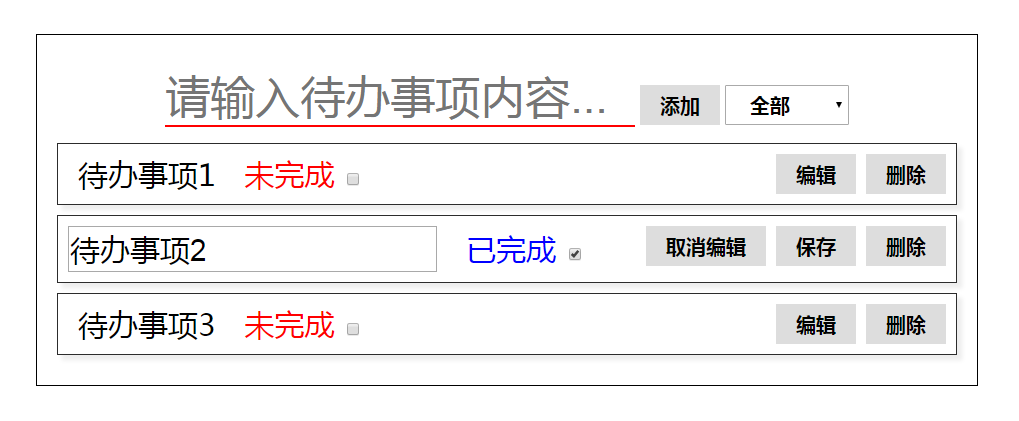 请输入待办事项内容... 添加 全部
待办事项1 未完成 编辑 删除
待办事项2 已完成 取消编辑 保存 删除
待办事项3 未完成 编辑 删除